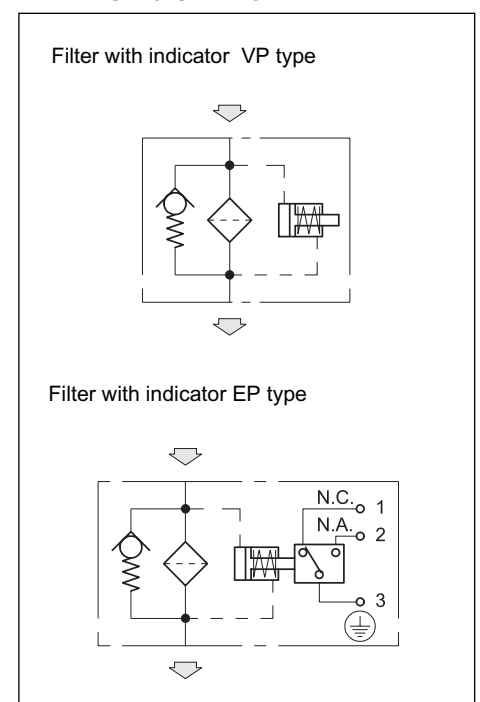 Filter with indicator VP type
Filter with indicator EP type
N.C. 1
N.A. 2
3